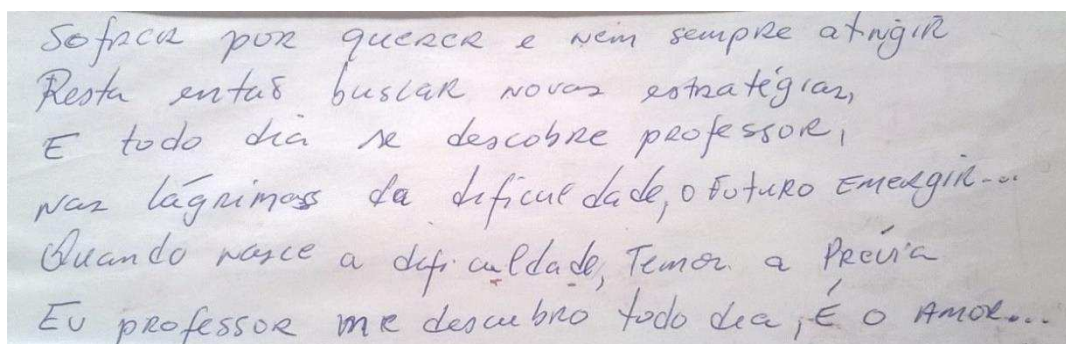 Sofrer por querer e nem sempre atingir
Resta então buscar novas estratégias,
E todo dia se descobre professor,
nas lágrimas da dificuldade, o futuro Emergir...
Quando nasce a dificuldade, Temor a Prévia
Eu professor me descubro todo dia, É o Amor...